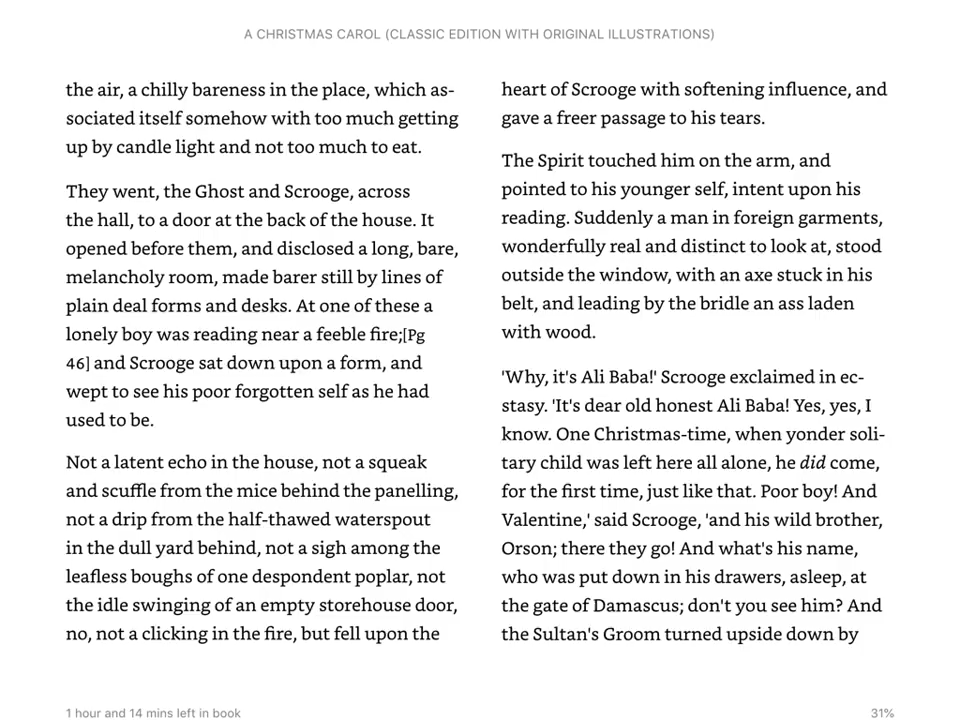 A CHRISTMAS CAROL (CLASSIC EDITION WITH ORIGINAL ILLUSTRATIONS)
the air, a chilly bareness in the place, which as-
sociated itself somehow with too much getting
up by candle light and not too much to eat.
They went, the Ghost and Scrooge, across
the hall, to a door at the back of the house. It
opened before them, and disclosed a long, bare,
melancholy room, made barer still by lines of
plain deal forms and desks. At one of these a
lonely boy was reading near a feeble fire;[Pg
46] and Scrooge sat down upon a form, and
wept to see his poor forgotten self as he had
used to be.
Not a latent echo in the house, not a squeak
and scuffle from the mice behind the panelling,
not a drip from the half-thawed waterspout
in the dull yard behind, not a sigh among the
leafless boughs of one despondent poplar, not
the idle swinging of an empty storehouse door,
no, not a clicking in the fire, but fell upon the
heart of Scrooge with softening influence, and
gave a freer passage to his tears.
The Spirit touched him on the arm, and
pointed to his younger self, intent upon his
reading. Suddenly a man in foreign garments,
wonderfully real and distinct to look at, stood
outside the window, with an axe stuck in his
belt, and leading by the bridle an ass laden
with wood.
'Why, it's Ali Baba!' Scrooge exclaimed in ec-
stasy. 'It's dear old honest Ali Baba! Yes, yes, I
know. One Christmas-time, when yonder soli-
tary child was left here all alone, he did come,
for the first time, just like that. Poor boy! And
Valentine,' said Scrooge, 'and his wild brother,
Orson; there they go! And what's his name,
who was put down in his drawers, asleep, at
the gate of Damascus; don't you see him? And
the Sultan's Groom turned upside down by
1 hour and 14 mins left in book
31%